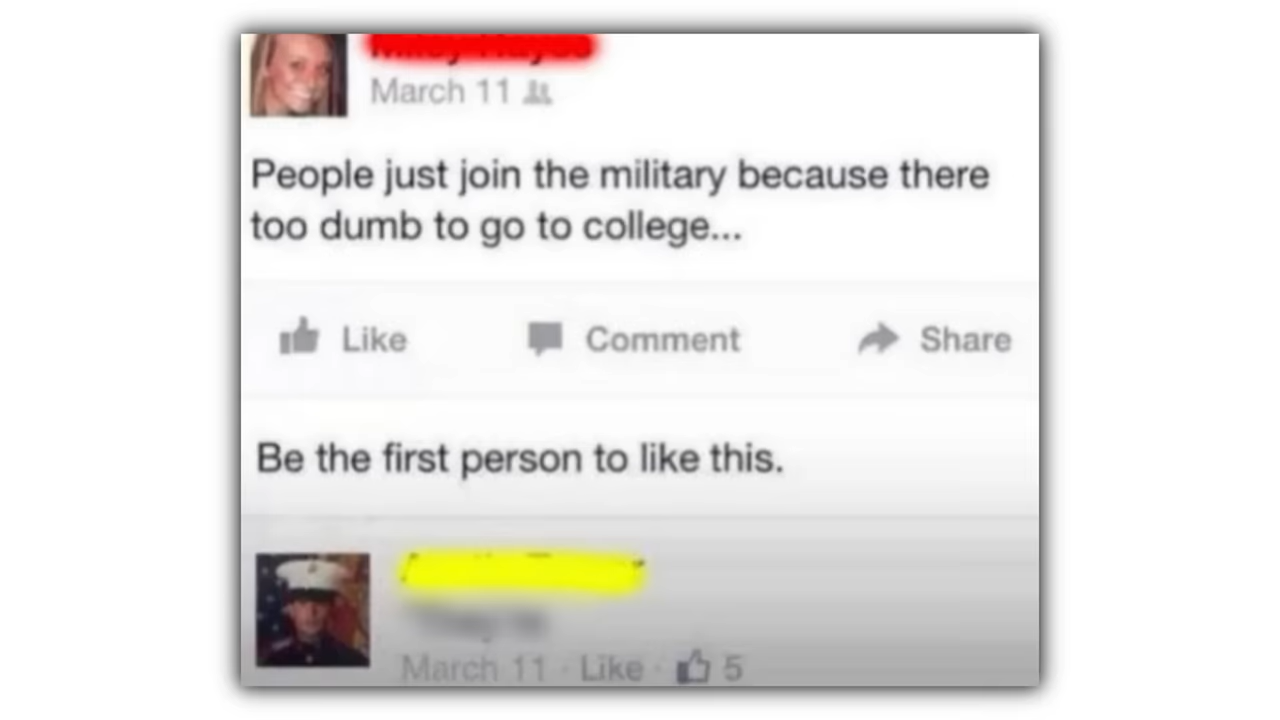 March 11
People just join the military because there
too dumb to go to college...
Like Comment Share
Be the first person to like this.
March 11 · Like · 5